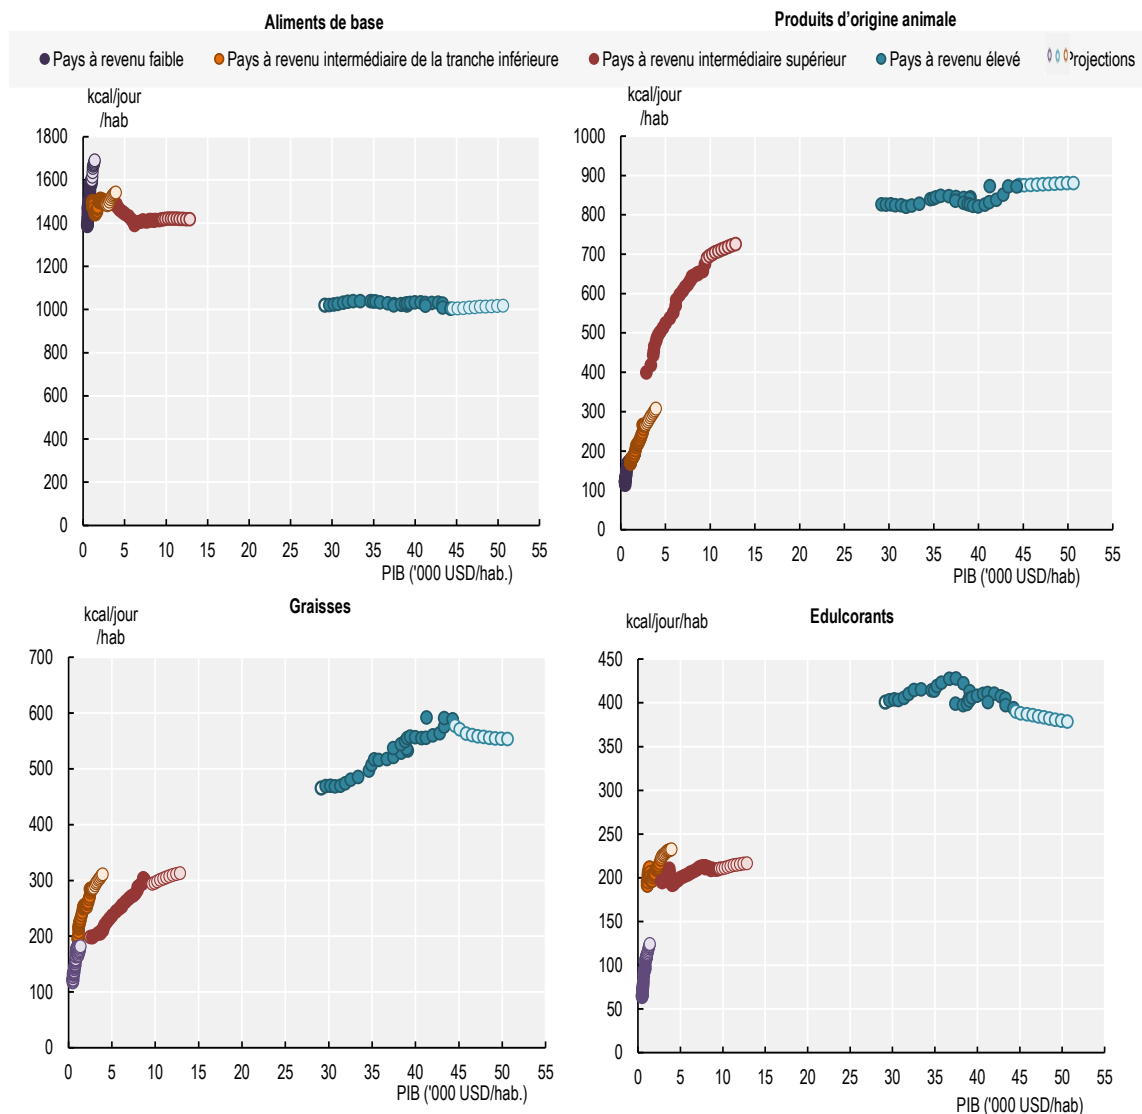 Aliments de base
Produits d’origine animale
Pays à revenu faible
Pays à revenu intermédiaire de la tranche inférieure
Pays à revenu intermédiaire supérieur
Pays à revenu élevé
Projections
kcal/jour
/hab
1800
1600
1400
1200
1000
800
600
400
200
0
0 5 10 15 20 25 30 35 40 45 50 55
PIB ('000 USD/hab.)
kcal/jour
/hab
1000
900
800
700
600
500
400
300
200
100
0
0 5 10 15 20 25 30 35 40 45 50 55
PIB ('000 USD/hab)
Graisses
kcal/jour
/hab
700
600
500
400
300
200
100
0
0 5 10 15 20 25 30 35 40 45 50 55
PIB ('000 USD/hab.)
Edulcorants
kcal/jour/hab
450
400
350
300
250
200
150
100
50
0
0 5 10 15 20 25 30 35 40 45 50 55
PIB ('000 USD/hab)